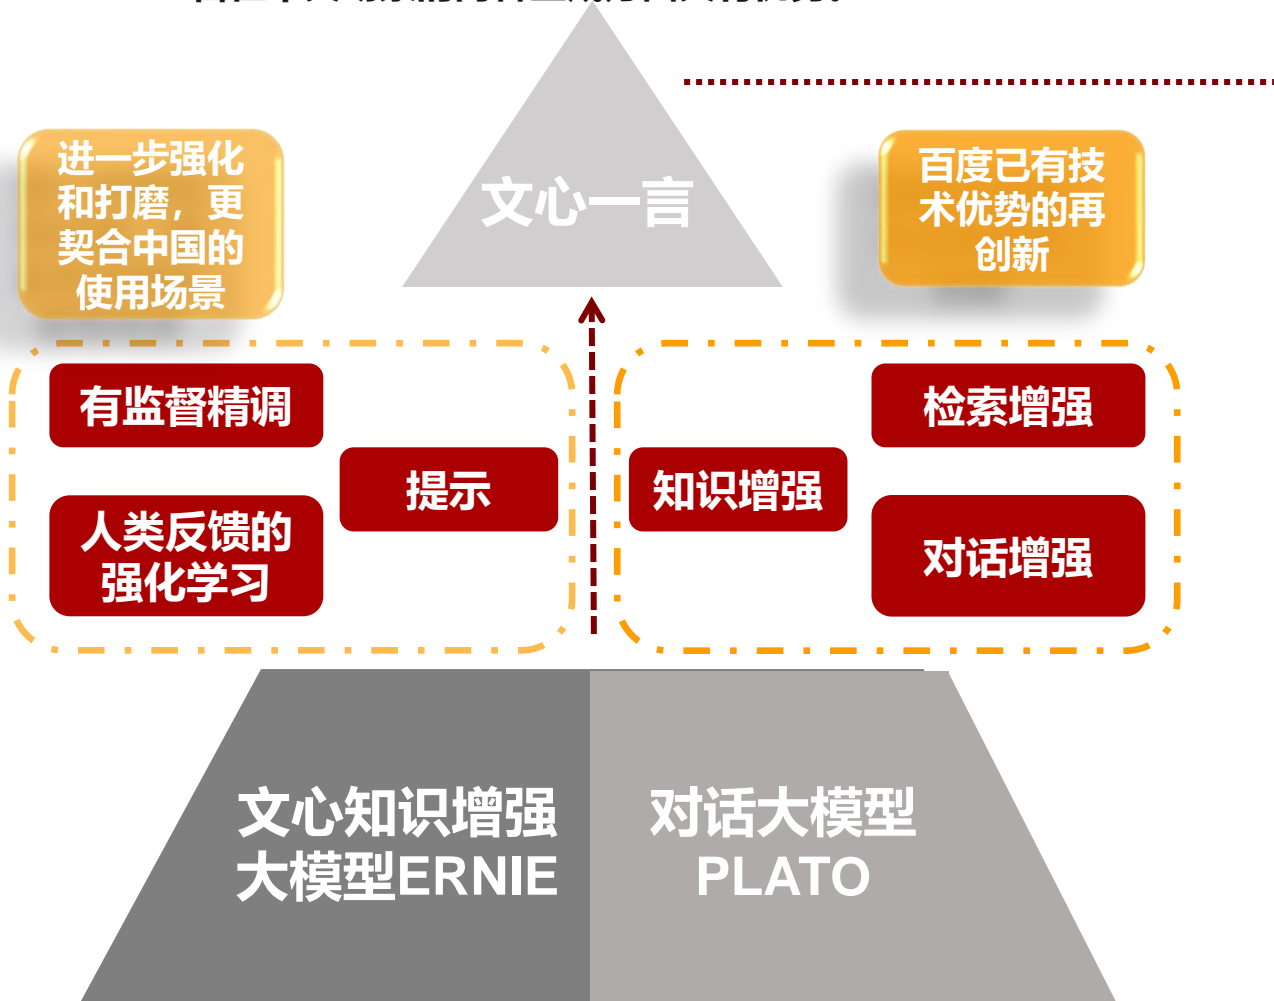 进一步强化
和打磨，更
契合中国的
使用场景
文心一言
百度已有技
术优势的再
创新
有监督精调
提示
人类反馈的
强化学习
知识增强
检索增强
对话增强
文心知识增强
大模型ERNIE
对话大模型
PLATO